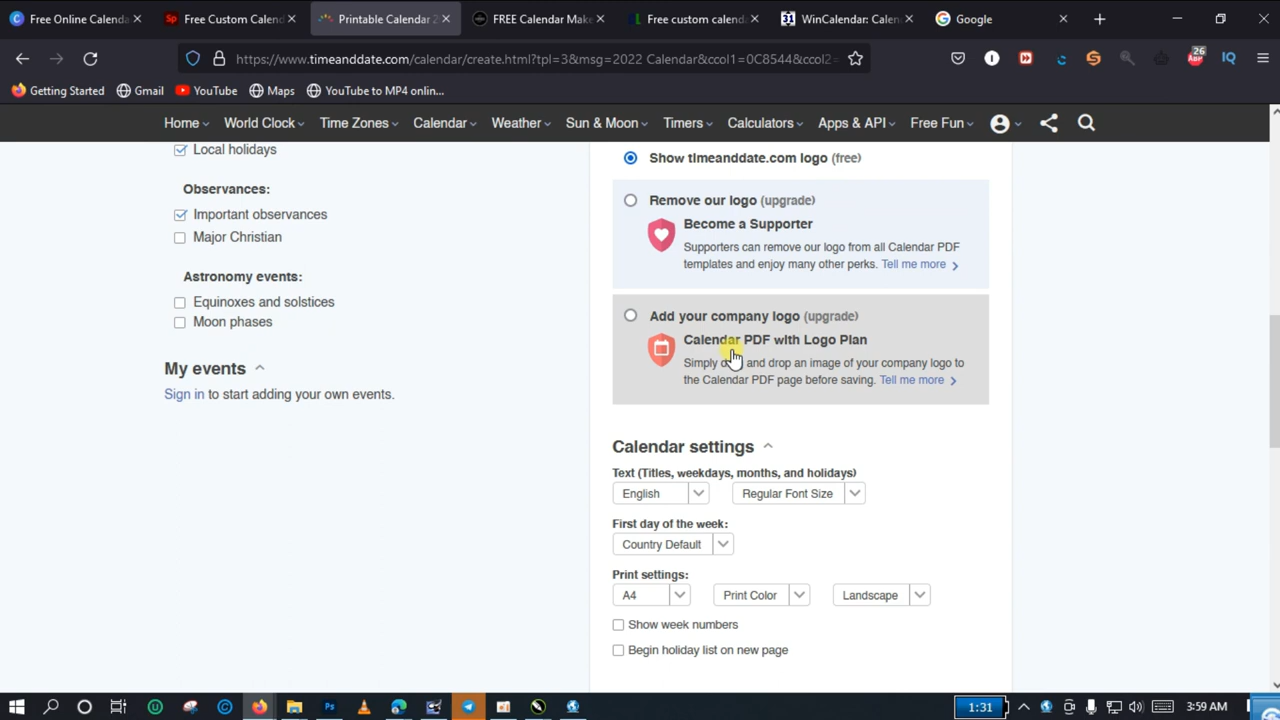 Free Online Calenda
Free Custom Calend
Printable Calendar 2
FREE Calendar Make
Free custom calenda
31
WinCalendar: Calen
Google
https://www.timeanddate.com/calendar/create.html?tpl=3&msg=2022 Calendar&ccol1=0C8544&ccol2=
26
IQ
Getting Started
Gmail
YouTube
Maps
YouTube to MP4 onlin...
Home
World Clock
Time Zones
Calendar
Weather
Sun & Moon
Timers
Calculators
Apps & API
Free Fun
Local holidays
Observances:
Important observances
Major Christian
Astronomy events:
Equinoxes and solstices
Moon phases
My events
Sign in to start adding your own events.
Show timeanddate.com logo (free)
Remove our logo (upgrade)
Become a Supporter
Supporters can remove our logo from all Calendar PDF
templates and enjoy many other perks. Tell me more
Add your company logo (upgrade)
Calendar PDF with Logo Plan
Simply and drop an image of your company logo to
the Calendar PDF page before saving. Tell me more
Calendar settings
Text (Titles, weekdays, months, and holidays)
English
Regular Font Size
First day of the week:
Country Default
Print settings:
A4
Print Color
Landscape
Show week numbers
Begin holiday list on new page
1:31
3:59 AM